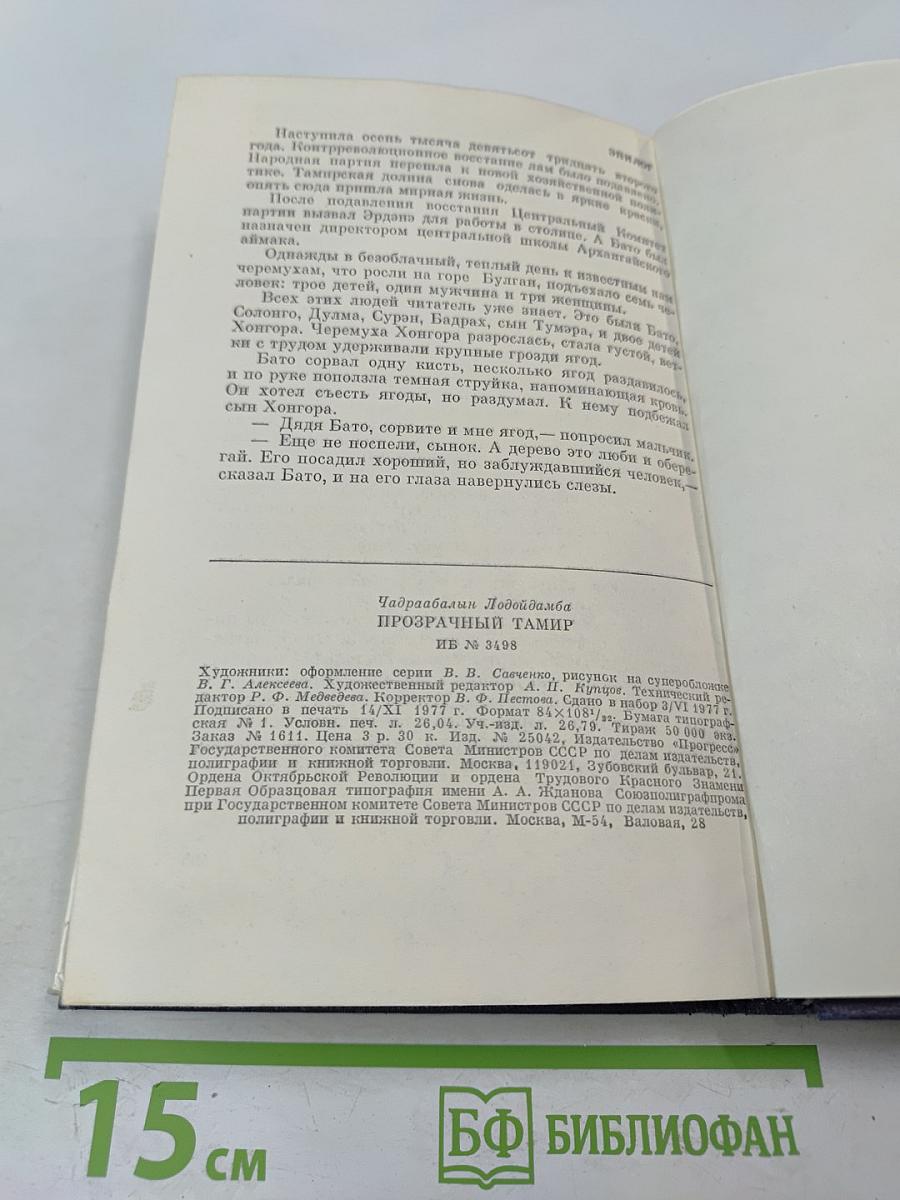 ЭПИЛОГ
Наступила осень тысяча девятьсот тридцать второго
года. Контрреволюционное восстание лам было подавлено.
Народная партия перешла к новой хозяйственной поли-
тике. Тамирская долина снова оделась в яркие краски,
опять сюда пришла мирная жизнь.
После подавления восстания Центральный Комитет
партии вызвал Эрдэнэ для работы в столице. А Бато был
назначен директором центральной школы Архангайского
аймака.
Однажды в безоблачный, теплый день к известным нам
черемухам, что росли на горе Булган, подъехало семь че-
ловек: трое детей, один мужчина и три женщины.
Всех этих людей читатель уже знает. Это были Бато,
Солонго, Дулма, Сурэн, Бадрах, сын Тумэра, и двое детей
Хонгора. Черемуха Хонгора разрослась, стала густой, вет-
ки с трудом удерживали крупные грозди ягод.
Бато сорвал одну кисть, несколько ягод раздавилось,
и по руке поползла темная струйка, напоминающая кровь.
Он хотел съесть ягоды, но раздумал. К нему подбежал
сын Хонгора.
— Дядя Бато, сорвите и мне ягод,— попросил мальчик.
— Еще не поспели, сынок. А дерево это люби и обере-
гай. Его посадил хороший, но заблуждавшийся человек,—
сказал Бато, и на его глаза навернулись слезы.
Чадраабалын Лодойдамба
ПРОЗРАЧНЫЙ ТАМИР
ИБ № 3498
Художники: оформление серии В. В. Савченко, рисунок на суперобложке
В. Г. Алексеева. Художественный редактор А. П. Купцов. Технический ре-
дактор Р. Ф. Медведева. Корректор В. Ф. Пестова. Сдано в набор 3/VI 1977 г.
Подписано в печать 14/XI 1977 г. Формат 84×108¹/₃₂. Бумага типограф-
ская № 1. Условн. печ. л. 26,04. Уч.-изд. л. 26,79. Тираж 50 000 экз.
Заказ № 1611. Цена 3 р. 30 к. Изд. № 25042, Издательство «Прогресс»
Государственного комитета Совета Министров СССР по делам издательств,
полиграфии и книжной торговли. Москва, 119021, Зубовский бульвар, 21.
Ордена Октябрьской Революции и ордена Трудового Красного Знамени
Первая Образцовая типография имени А. А. Жданова Союзполиграфпрома
при Государственном комитете Совета Министров СССР по делам издательств,
полиграфии и книжной торговли. Москва, М-54, Валовая, 28
15 см
БФ БИБЛИОФАН